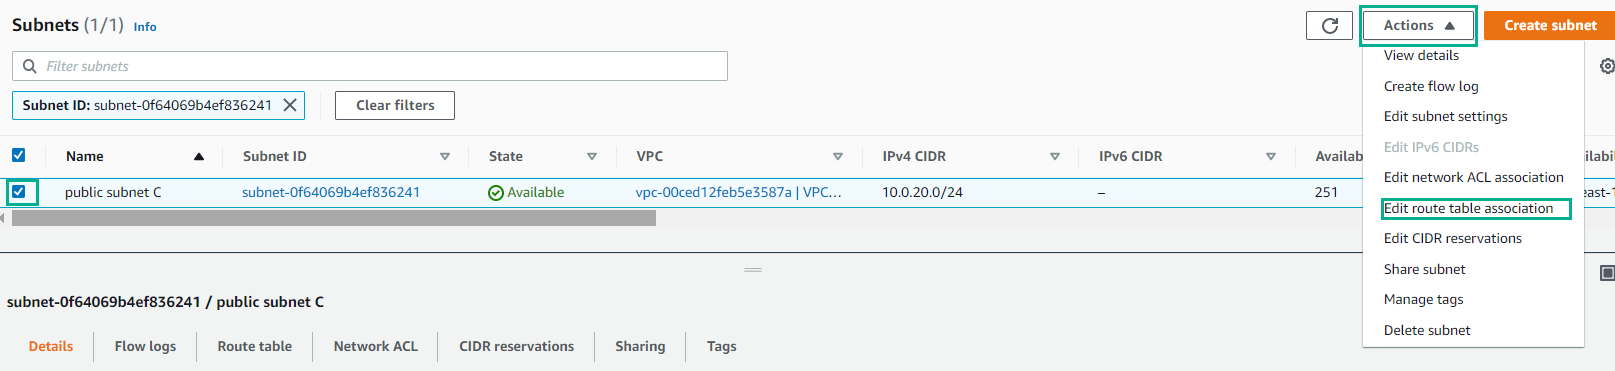 Subnets (1/1) Info
Actions
Create subnet
Filter subnets
Subnet ID: subnet-0f64069b4ef836241
Clear filters
Name Subnet ID State VPC IPv4 CIDR IPv6 CIDR Availab
public subnet C subnet-0f64069b4ef836241 Available vpc-00ced12feb5e3587a | VPC... 10.0.20.0/24 – 251 east-1
View details
Create flow log
Edit subnet settings
Edit IPv6 CIDRs
Edit network ACL association
Edit route table association
Edit CIDR reservations
Share subnet
Manage tags
Delete subnet
subnet-0f64069b4ef836241 / public subnet C
Details Flow logs Route table Network ACL CIDR reservations Sharing Tags